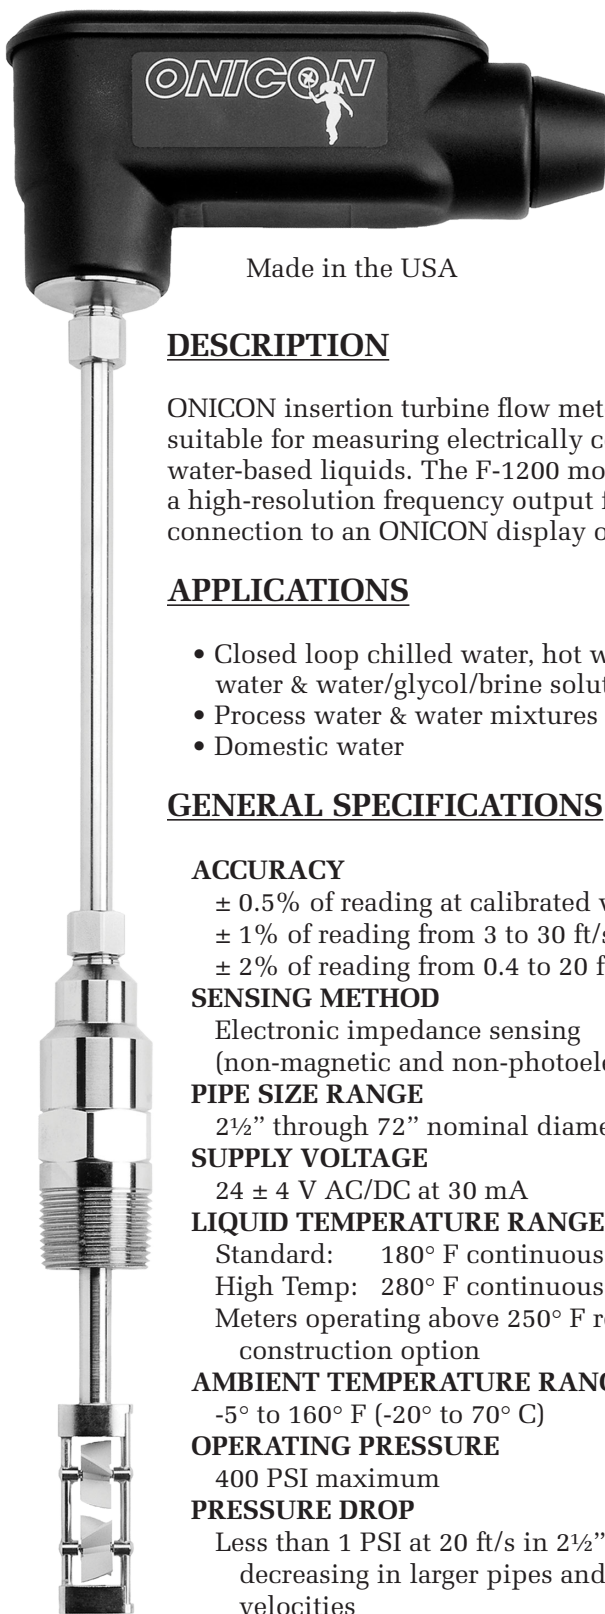 ONICON
Made in the USA
DESCRIPTION
ONICON insertion turbine flow met
suitable for measuring electrically c
water-based liquids. The F-1200 mo
a high-resolution frequency output f
connection to an ONICON display o
APPLICATIONS
• Closed loop chilled water, hot w
water & water/glycol/brine solut
• Process water & water mixtures
• Domestic water
GENERAL SPECIFICATIONS
ACCURACY
± 0.5% of reading at calibrated v
± 1% of reading from 3 to 30 ft/s
± 2% of reading from 0.4 to 20 f
SENSING METHOD
Electronic impedance sensing
(non-magnetic and non-photoele
PIPE SIZE RANGE
2½” through 72” nominal diame
SUPPLY VOLTAGE
24 ± 4 V AC/DC at 30 mA
LIQUID TEMPERATURE RANGE
Standard: 180° F continuous
High Temp: 280° F continuous
Meters operating above 250° F re
construction option
AMBIENT TEMPERATURE RANG
-5° to 160° F (-20° to 70° C)
OPERATING PRESSURE
400 PSI maximum
PRESSURE DROP
Less than 1 PSI at 20 ft/s in 2½”
decreasing in larger pipes and
velocities